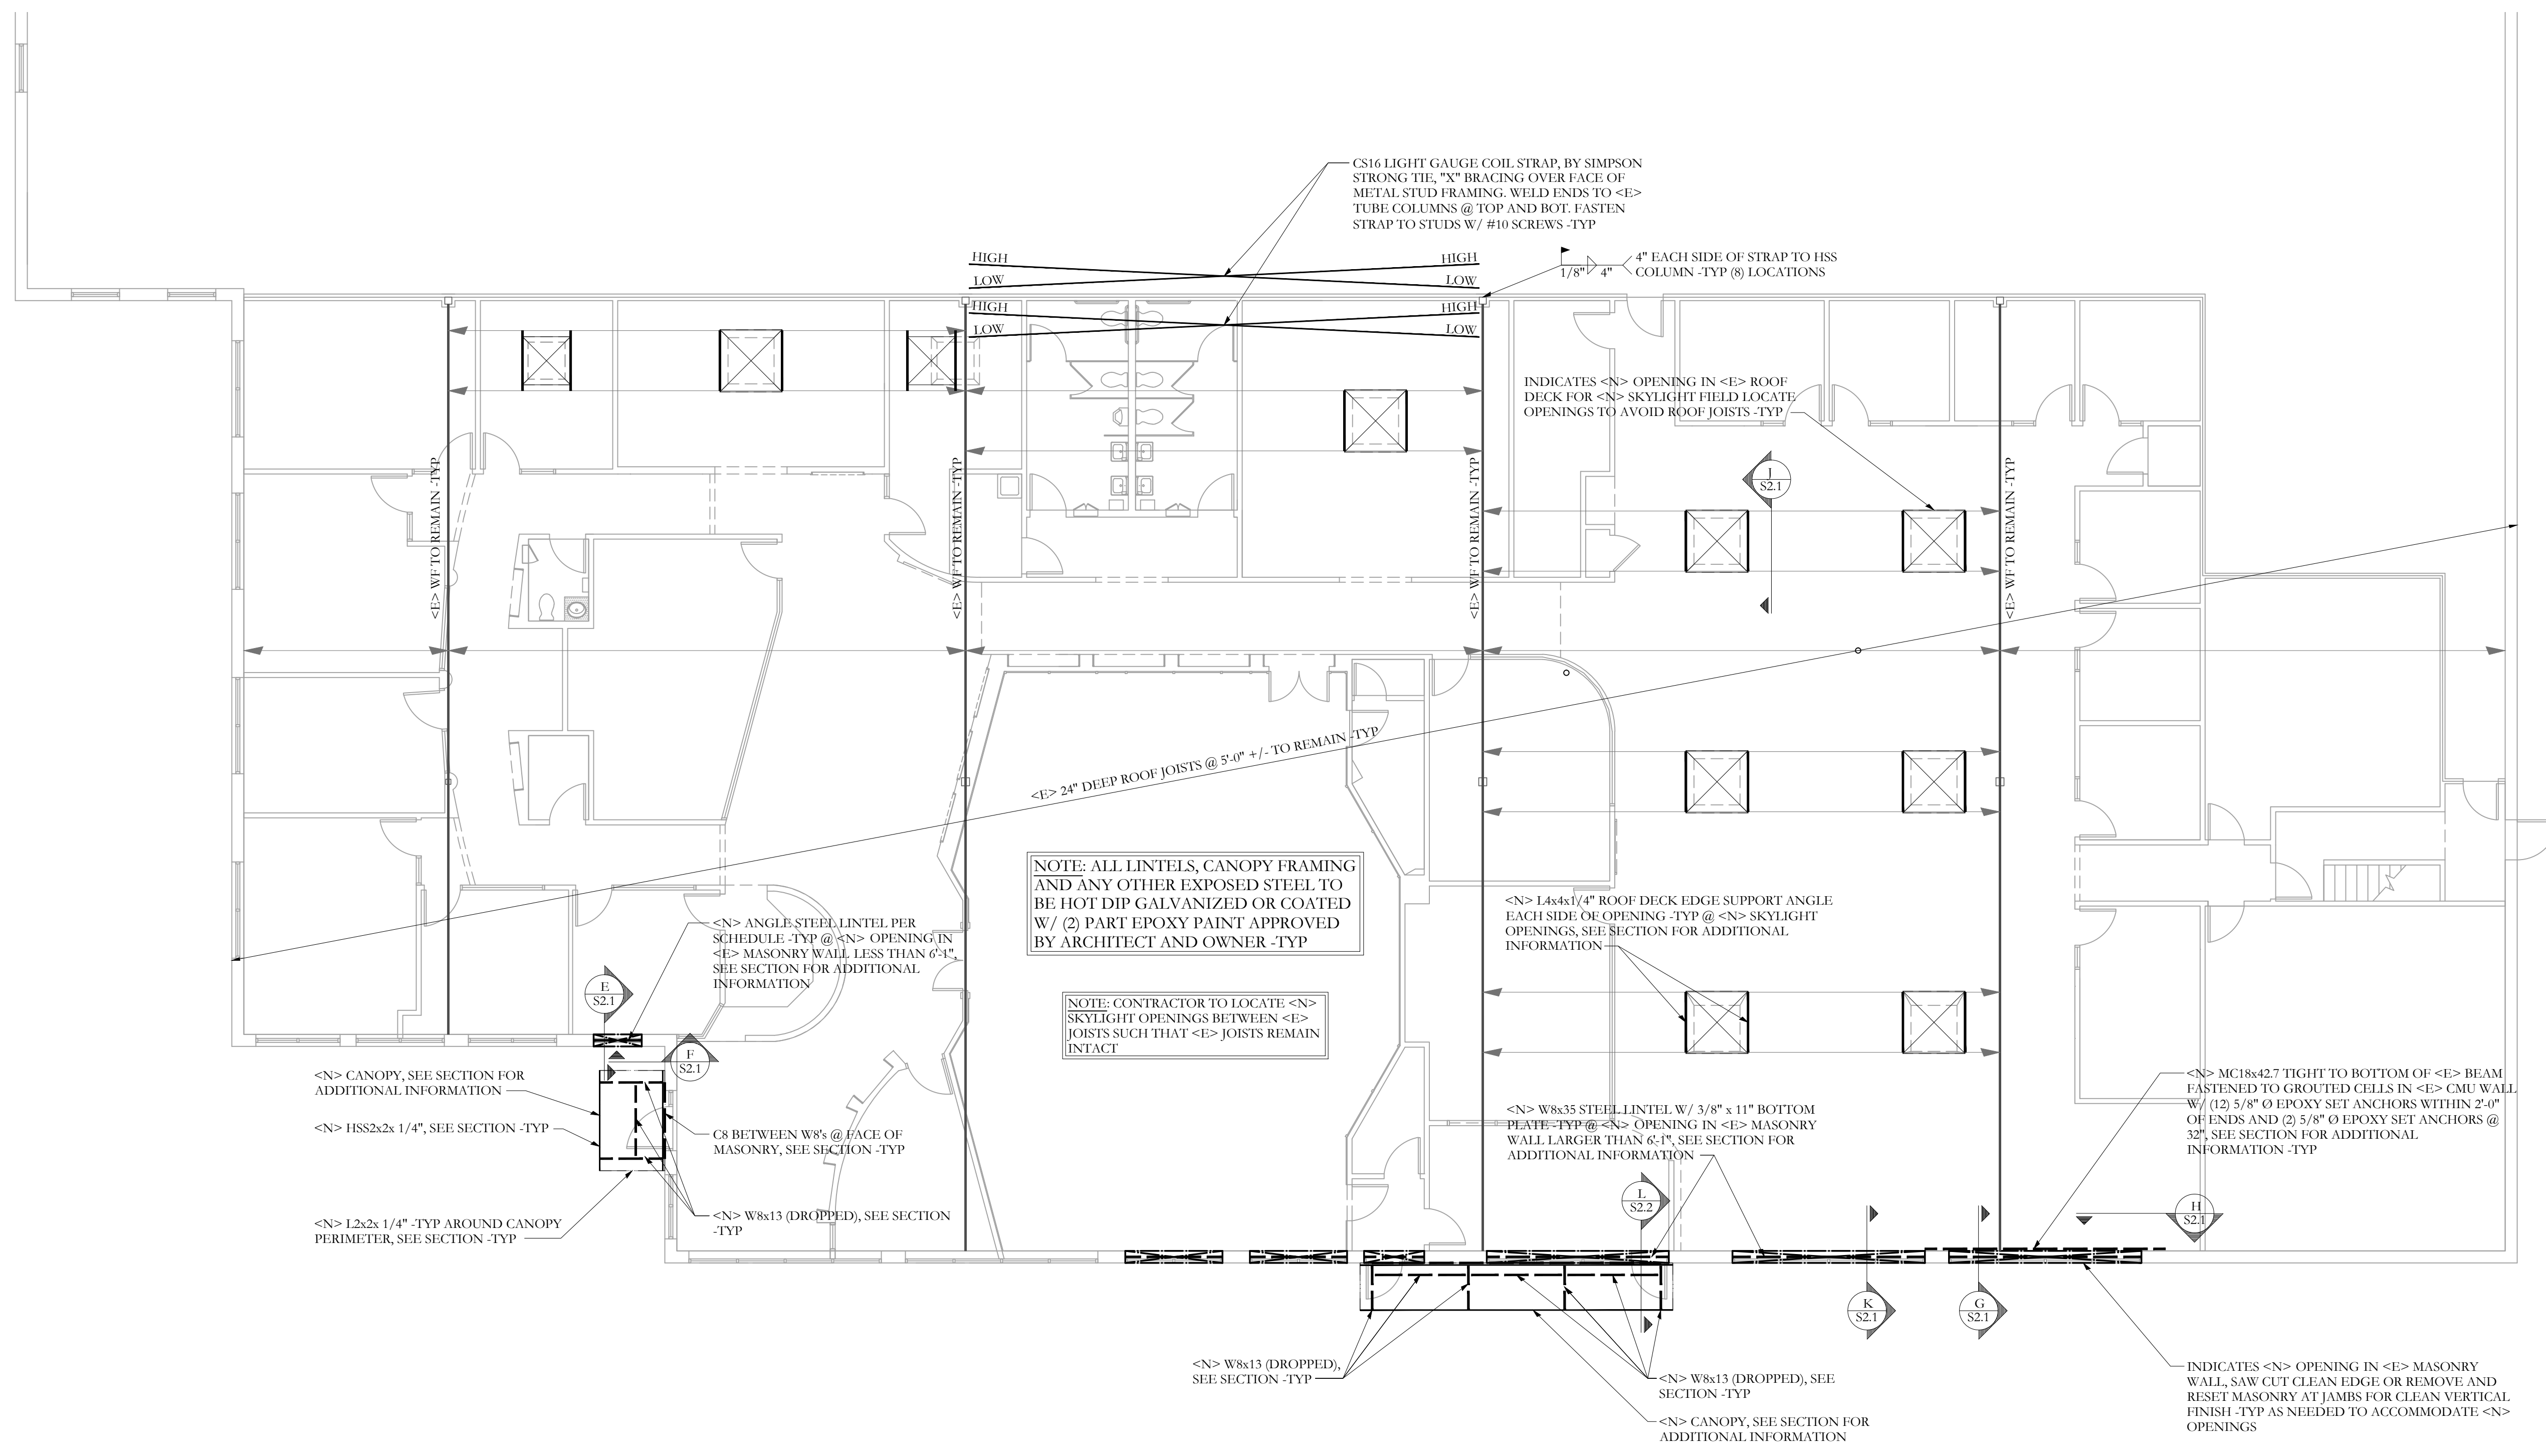 CS16 LIGHT GAUGE COIL STRAP, BY SIMPSON
STRONG TIE, "X" BRACING OVER FACE OF
METAL STUD FRAMING. WELD ENDS TO <E>
TUBE COLUMNS @ TOP AND BOT. FASTEN
STRAP TO STUDS W/ #10 SCREWS -TYP
HIGH
HIGH
LOW
LOW
1/8"
4"
4" EACH SIDE OF STRAP TO HSS
COLUMN -TYP (8) LOCATIONS
HIGH
HIGH
LOW
LOW
INDICATES <N> OPENING IN <E> ROOF
DECK FOR <N> SKYLIGHT FIELD LOCATE
OPENINGS TO AVOID ROOF JOISTS -TYP
J
S2.1
<E> WF TO REMAIN -TYP
<E> WF TO REMAIN -TYP
<E> WF TO REMAIN -TYP
<E> WF TO REMAIN -TYP
<E> 24" DEEP ROOF JOISTS @ 5'-0" +/- TO REMAIN -TYP
NOTE: ALL LINTELS, CANOPY FRAMING
AND ANY OTHER EXPOSED STEEL TO
BE HOT DIP GALVANIZED OR COATED
W/ (2) PART EPOXY PAINT APPROVED
BY ARCHITECT AND OWNER -TYP
<N> L4x4x1/4" ROOF DECK EDGE SUPPORT ANGLE
EACH SIDE OF OPENING -TYP @ <N> SKYLIGHT
OPENINGS, SEE SECTION FOR ADDITIONAL
INFORMATION
<N> ANGLE STEEL LINTEL PER
SCHEDULE -TYP @ <N> OPENING IN
<E> MASONRY WALL LESS THAN 6'-1",
SEE SECTION FOR ADDITIONAL
INFORMATION
E
S2.1
NOTE: CONTRACTOR TO LOCATE <N>
SKYLIGHT OPENINGS BETWEEN <E>
JOISTS SUCH THAT <E> JOISTS REMAIN
INTACT
F
S2.1
<N> CANOPY, SEE SECTION FOR
ADDITIONAL INFORMATION
<N> HSS2x2x 1/4", SEE SECTION -TYP
C8 BETWEEN W8's @ FACE OF
MASONRY, SEE SECTION -TYP
<N> W8x35 STEEL LINTEL W/ 3/8" x 11" BOTTOM
PLATE -TYP @ <N> OPENING IN <E> MASONRY
WALL LARGER THAN 6'-1", SEE SECTION FOR
ADDITIONAL INFORMATION
<N> MC18x42.7 TIGHT TO BOTTOM OF <E> BEAM
FASTENED TO GROUTED CELLS IN <E> CMU WALL
W/ (12) 5/8" Ø EPOXY SET ANCHORS WITHIN 2'-0"
OF ENDS AND (2) 5/8" Ø EPOXY SET ANCHORS @
32", SEE SECTION FOR ADDITIONAL
INFORMATION -TYP
<N> W8x13 (DROPPED), SEE SECTION
-TYP
<N> L2x2x 1/4" -TYP AROUND CANOPY
PERIMETER, SEE SECTION -TYP
L
S2.2
H
S2.1
K
S2.1
G
S2.1
<N> W8x13 (DROPPED),
SEE SECTION -TYP
<N> W8x13 (DROPPED), SEE
SECTION -TYP
<N> CANOPY, SEE SECTION FOR
ADDITIONAL INFORMATION
INDICATES <N> OPENING IN <E> MASONRY
WALL, SAW CUT CLEAN EDGE OR REMOVE AND
RESET MASONRY AT JAMBS FOR CLEAN VERTICAL
FINISH -TYP AS NEEDED TO ACCOMMODATE <N>
OPENINGS